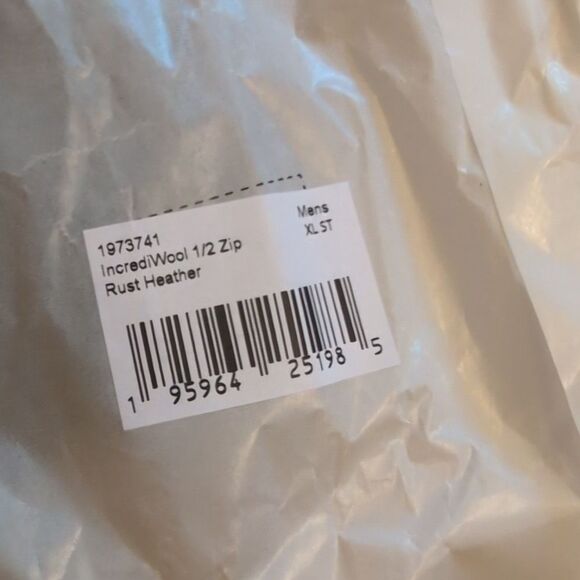 1973741
IncrediWool 1/2 Zip
Rust Heather
Mens
XL ST
1 95964 25198 5